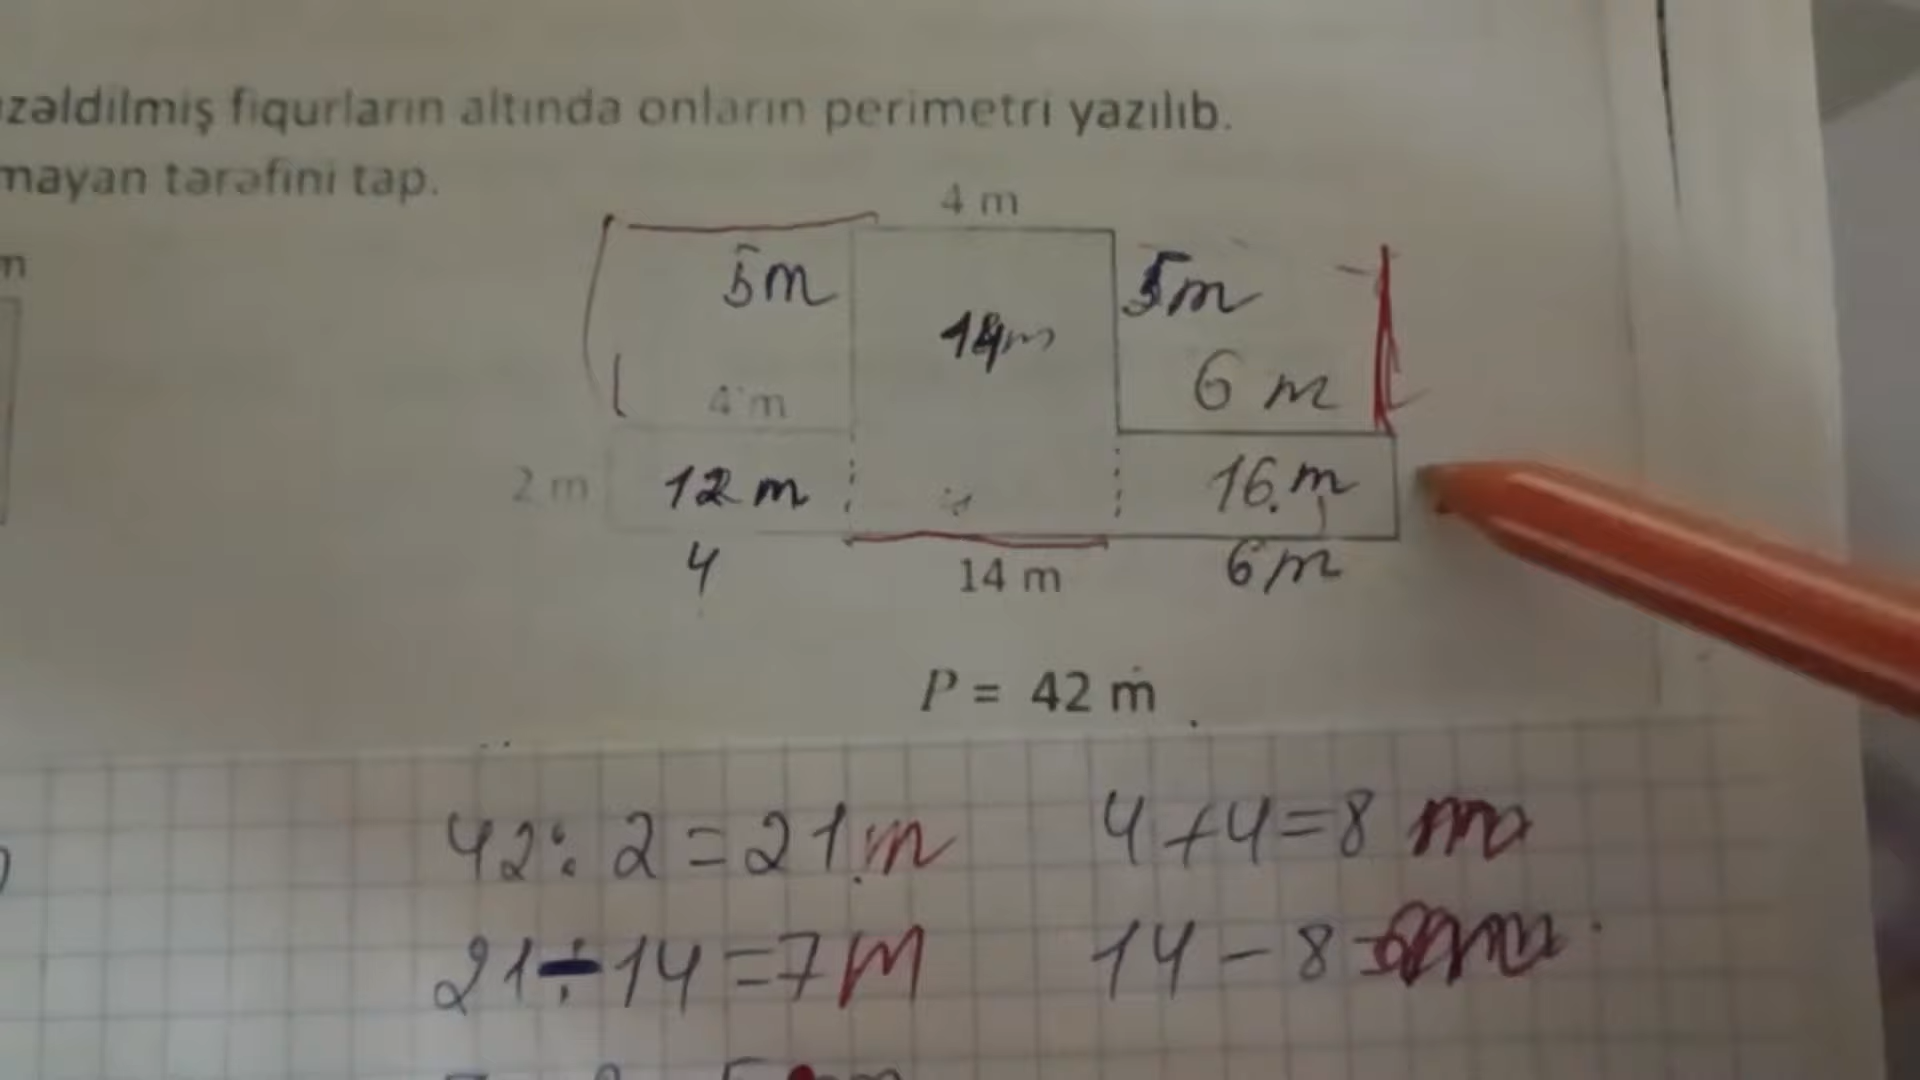 zəldilmiş fiqurların altında onların perimetri yazılıb.
mayan tərəfini tap.
4 m
m
5m
5m
14m
6 m
4 m
2 m
12 m
16 m
4
14 m
6 m
P = 42 m
42 : 2 = 21 m
4 + 4 = 8
21 - 14 = 7 m
14 - 8 =